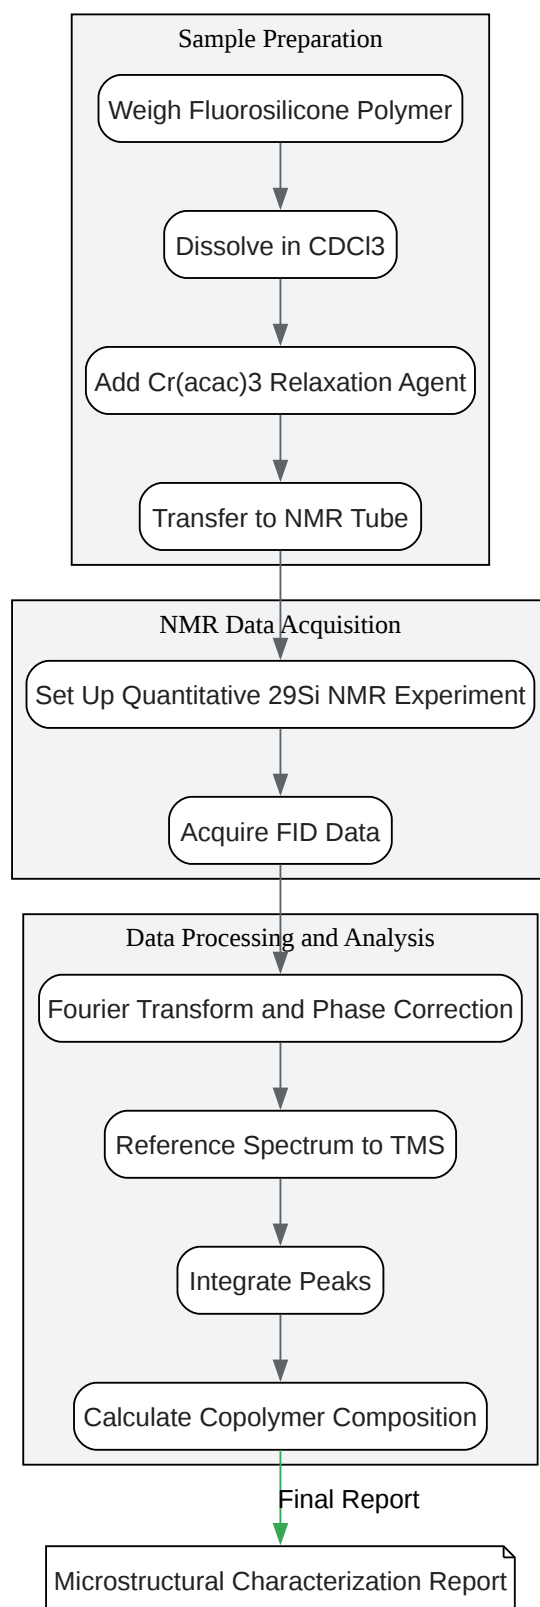 Sample Preparation
Weigh Fluorosilicone Polymer
Dissolve in CDCl3
Add Cr(acac)3 Relaxation Agent
Transfer to NMR Tube
NMR Data Acquisition
Set Up Quantitative 29Si NMR Experiment
Acquire FID Data
Data Processing and Analysis
Fourier Transform and Phase Correction
Reference Spectrum to TMS
Integrate Peaks
Calculate Copolymer Composition
Final Report
Microstructural Characterization Report